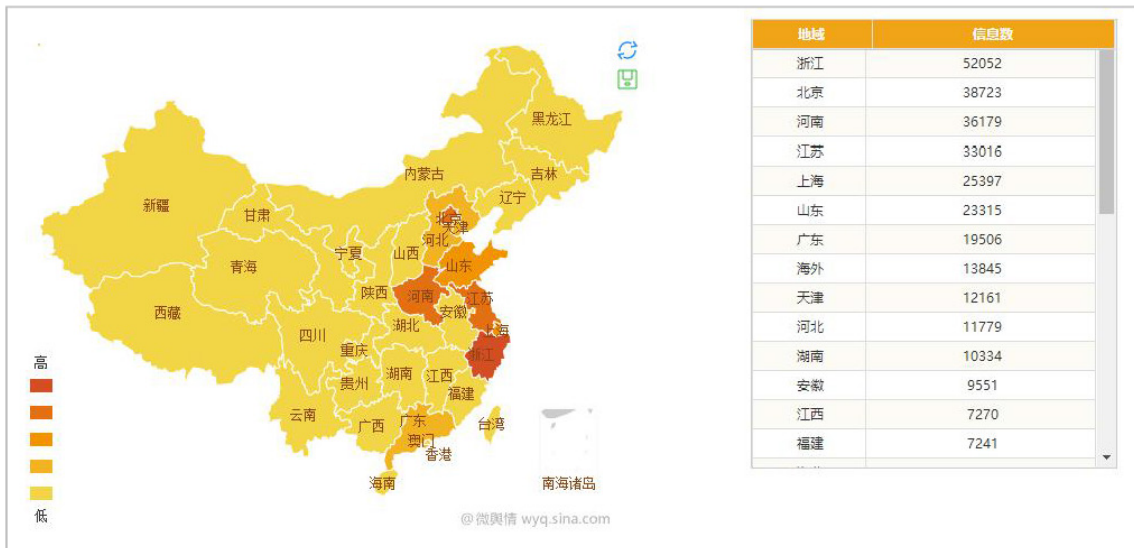 地域 信息数
浙江 52052
北京 38723
河南 36179
江苏 33016
上海 25397
山东 23315
广东 19506
海外 13845
天津 12161
河北 11779
湖南 10334
安徽 9551
江西 7270
福建 7241
黑龙江
内蒙古
吉林
辽宁
新疆
甘肃
北京
天津
河北
宁夏
山西
青海
山东
陕西
河南
江苏
西藏
安徽
四川
湖北
上海
重庆
浙江
湖南
江西
贵州
福建
云南
广西
广东
台湾
澳门
香港
海南
南海诸岛
高
低
@微舆情 wyq.sina.com